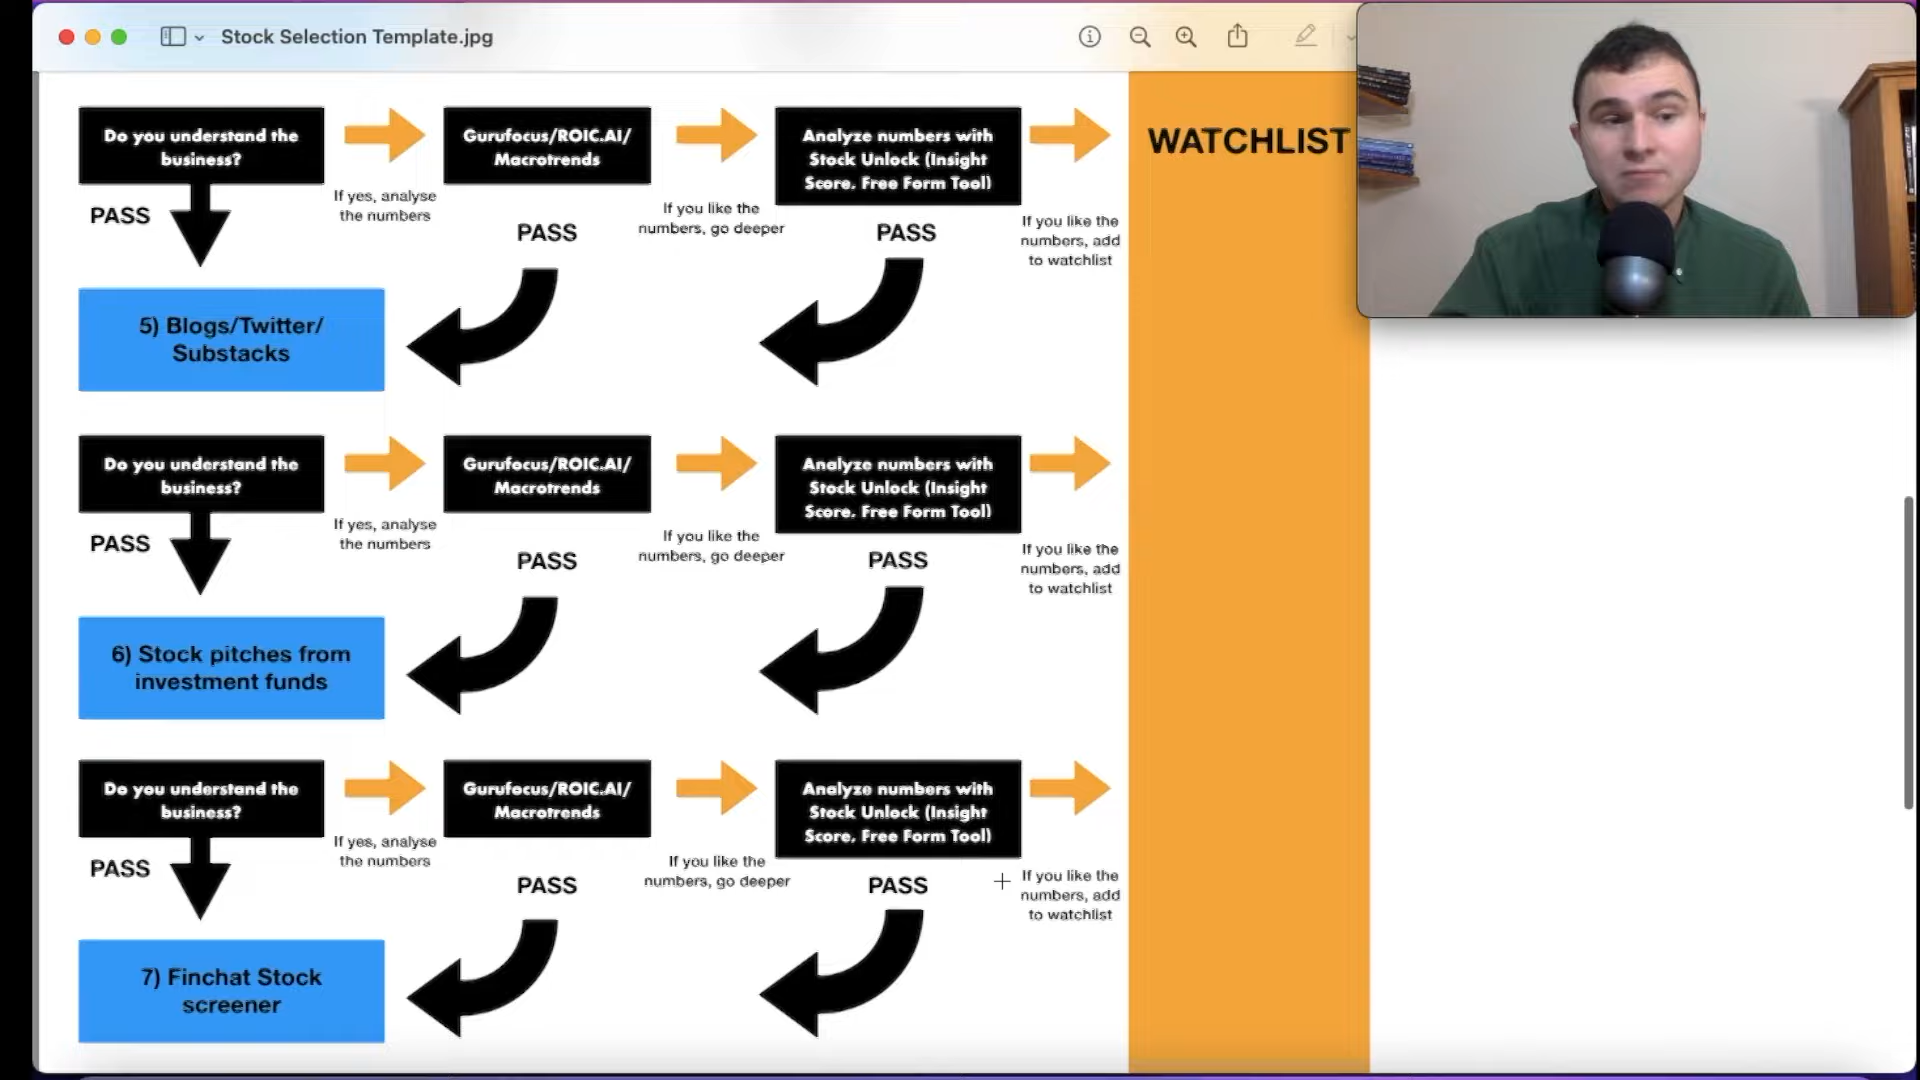 Stock Selection Template.jpg
Do you understand the
business?
If yes, analyse
the numbers
PASS
Gurufocus/ROIC.AI/
Macrotrends
PASS
If you like the
numbers, go deeper
Analyze numbers with
Stock Unlock (Insight
Score, Free Form Tool)
PASS
If you like the
numbers, add
to watchlist
WATCHLIST
5) Blogs/Twitter/
Substacks
Do you understand the
business?
If yes, analyse
the numbers
PASS
Gurufocus/ROIC.AI/
Macrotrends
PASS
If you like the
numbers, go deeper
Analyze numbers with
Stock Unlock (Insight
Score, Free Form Tool)
PASS
If you like the
numbers, add
to watchlist
6) Stock pitches from
investment funds
Do you understand the
business?
If yes, analyse
the numbers
PASS
Gurufocus/ROIC.AI/
Macrotrends
PASS
If you like the
numbers, go deeper
Analyze numbers with
Stock Unlock (Insight
Score, Free Form Tool)
PASS
If you like the
numbers, add
to watchlist
7) Finchat Stock
screener